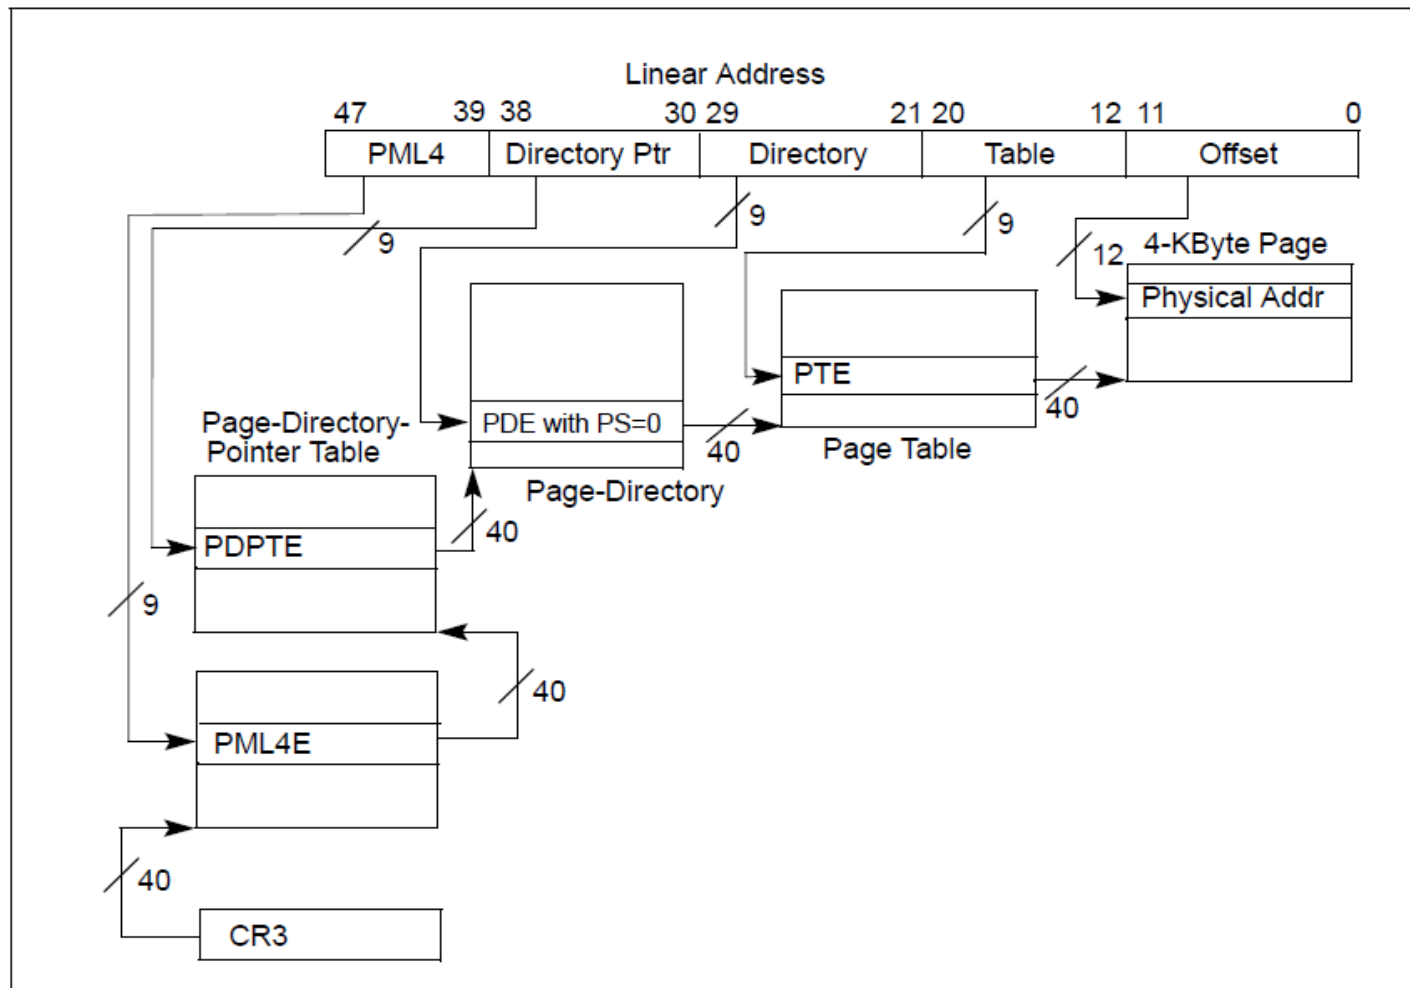 Linear Address
47 39 38 30 29 21 20 12 11 0
PML4 Directory Ptr Directory Table Offset
9
9
9
12
4-KByte Page
Physical Addr
PTE
40
Page Table
PDE with PS=0
40
Page-Directory
Page-Directory-
Pointer Table
40
PDPTE
9
40
PML4E
40
CR3